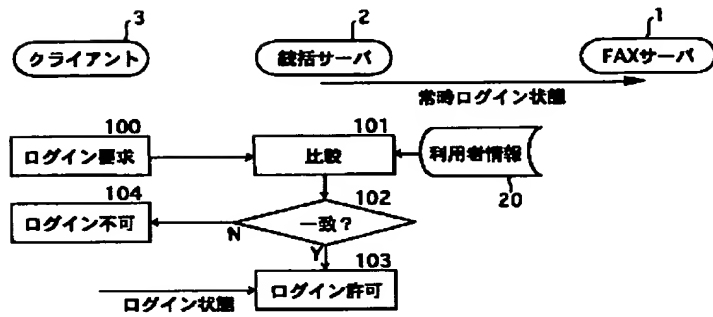 3
2
1
クライアント
統括サーバ
FAXサーバ
常時ログイン状態
100
101
ログイン要求
比較
利用者情報
104
102
20
ログイン不可
一致?
N
Y
103
ログイン許可
ログイン状態